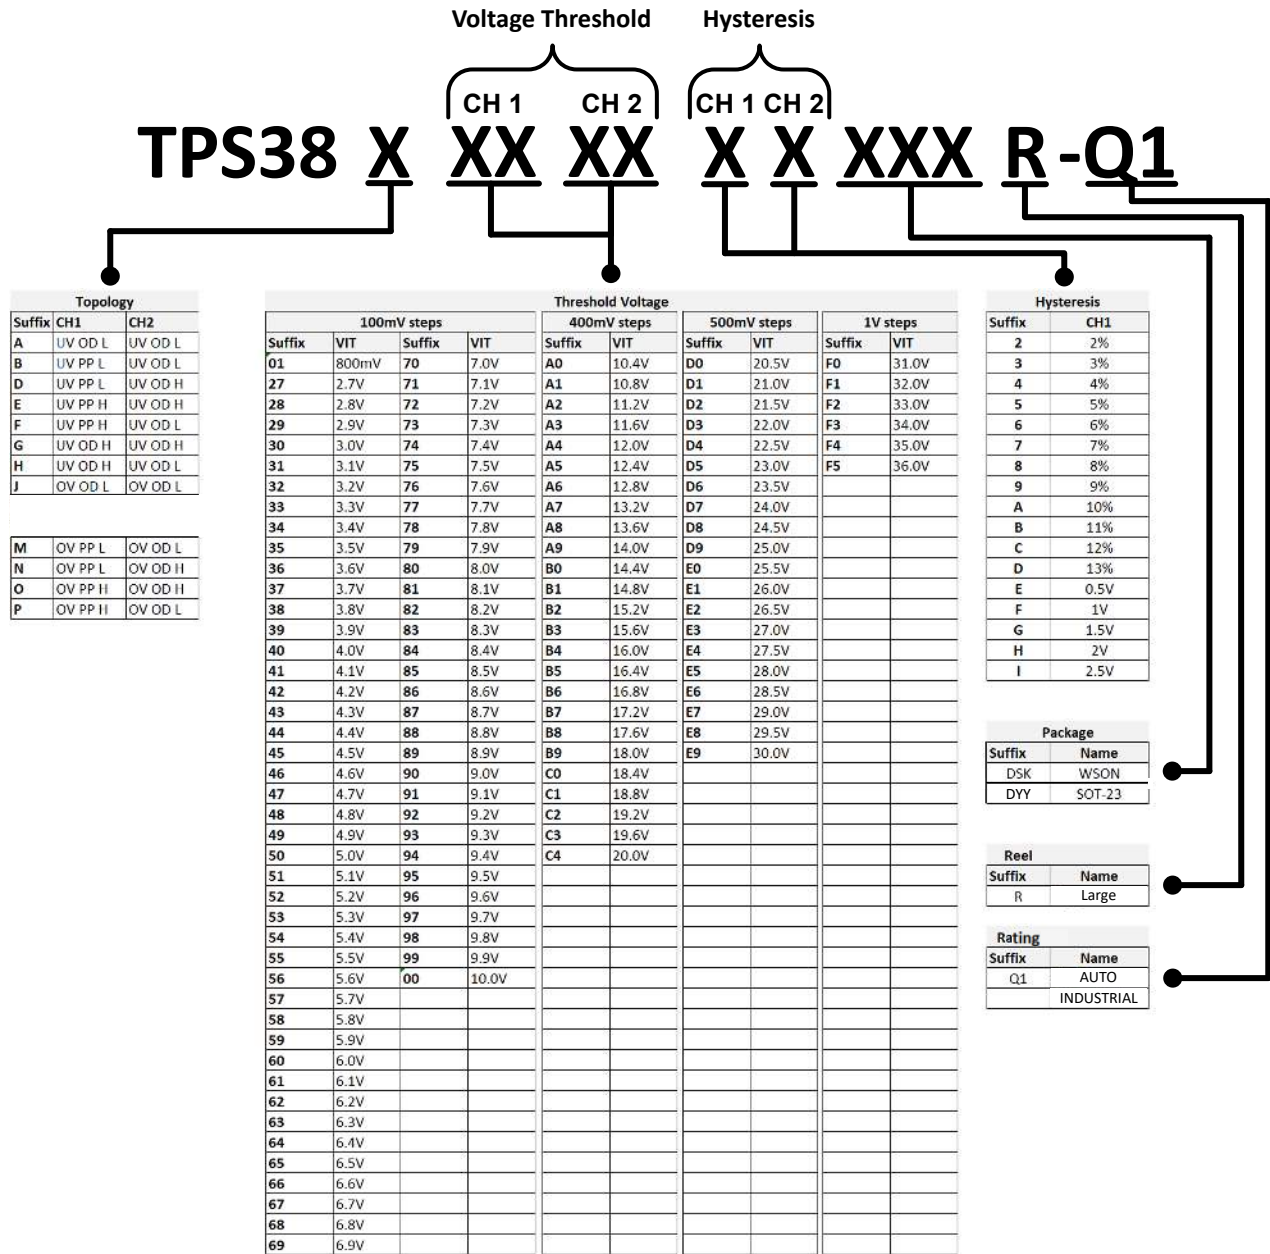 Voltage Threshold Hysteresis
CH 1 CH 2 CH 1 CH 2
TPS38 X XX XX X X XXX R -Q1
Topology
Suffix CH1 CH2
A UV OD L UV OD L
B UV PP L UV OD L
D UV PP L UV OD H
E UV PP H UV OD H
F UV PP H UV OD L
G UV OD H UV OD H
H UV OD H UV OD L
J OV OD L OV OD L
M OV PP L OV OD L
N OV PP L OV OD H
O OV PP H OV OD H
P OV PP H OV OD L
Threshold Voltage
100mV steps 400mV steps 500mV steps 1V steps
Suffix VIT Suffix VIT Suffix VIT Suffix VIT Suffix VIT
01 800mV 70 7.0V A0 10.4V D0 20.5V F0 31.0V
27 2.7V 71 7.1V A1 10.8V D1 21.0V F1 32.0V
28 2.8V 72 7.2V A2 11.2V D2 21.5V F2 33.0V
29 2.9V 73 7.3V A3 11.6V D3 22.0V F3 34.0V
30 3.0V 74 7.4V A4 12.0V D4 22.5V F4 35.0V
31 3.1V 75 7.5V A5 12.4V D5 23.0V F5 36.0V
32 3.2V 76 7.6V A6 12.8V D6 23.5V
33 3.3V 77 7.7V A7 13.2V D7 24.0V
34 3.4V 78 7.8V A8 13.6V D8 24.5V
35 3.5V 79 7.9V A9 14.0V D9 25.0V
36 3.6V 80 8.0V B0 14.4V E0 25.5V
37 3.7V 81 8.1V B1 14.8V E1 26.0V
38 3.8V 82 8.2V B2 15.2V E2 26.5V
39 3.9V 83 8.3V B3 15.6V E3 27.0V
40 4.0V 84 8.4V B4 16.0V E4 27.5V
41 4.1V 85 8.5V B5 16.4V E5 28.0V
42 4.2V 86 8.6V B6 16.8V E6 28.5V
43 4.3V 87 8.7V B7 17.2V E7 29.0V
44 4.4V 88 8.8V B8 17.6V E8 29.5V
45 4.5V 89 8.9V B9 18.0V E9 30.0V
46 4.6V 90 9.0V C0 18.4V
47 4.7V 91 9.1V C1 18.8V
48 4.8V 92 9.2V C2 19.2V
49 4.9V 93 9.3V C3 19.6V
50 5.0V 94 9.4V C4 20.0V
51 5.1V 95 9.5V
52 5.2V 96 9.6V
53 5.3V 97 9.7V
54 5.4V 98 9.8V
55 5.5V 99 9.9V
56 5.6V 00 10.0V
57 5.7V
58 5.8V
59 5.9V
60 6.0V
61 6.1V
62 6.2V
63 6.3V
64 6.4V
65 6.5V
66 6.6V
67 6.7V
68 6.8V
69 6.9V
Hysteresis
Suffix CH1
2 2%
3 3%
4 4%
5 5%
6 6%
7 7%
8 8%
9 9%
A 10%
B 11%
C 12%
D 13%
E 0.5V
F 1V
G 1.5V
H 2V
I 2.5V
Package
Suffix Name
DSK WSON
DYY SOT-23
Reel
Suffix Name
R Large
Rating
Suffix Name
Q1 AUTO
INDUSTRIAL